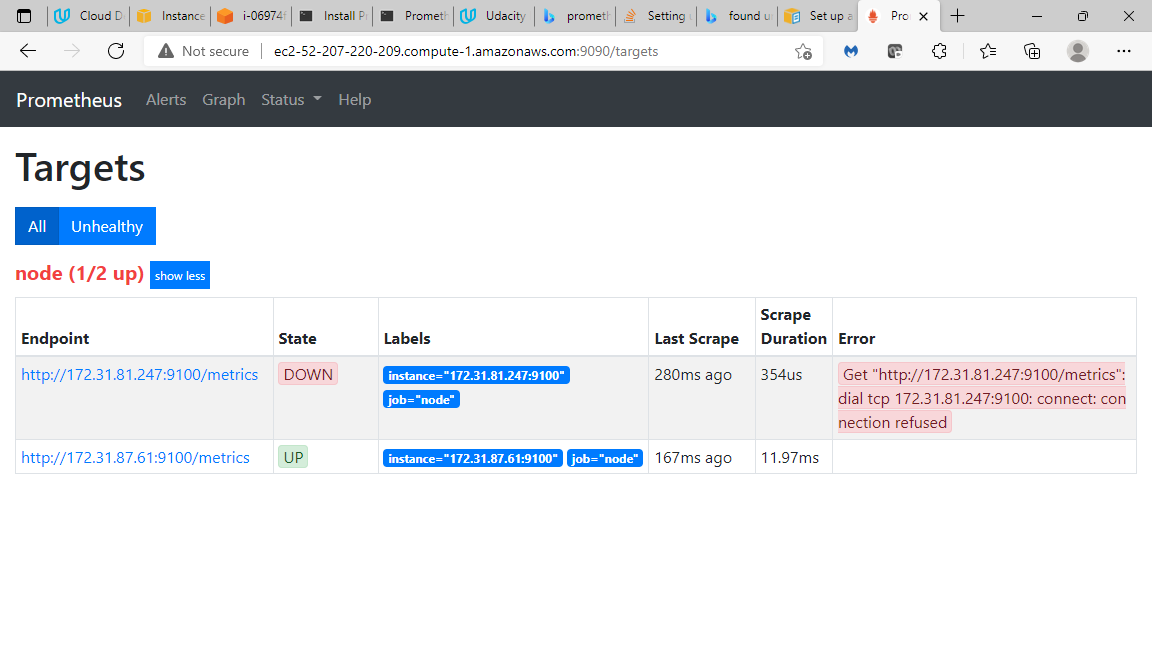 Cloud D
Instance
i-06974f
Install Pr
Prometh
Udacity
prometh
Setting u
found un
Set up a
Pro
Not secure
ec2-52-207-220-209.compute-1.amazonaws.com:9090/targets
Prometheus
Alerts
Graph
Status
Help
Targets
All
Unhealthy
node (1/2 up)
show less
Endpoint
State
Labels
Last Scrape
Scrape
Duration
Error
http://172.31.81.247:9100/metrics
DOWN
instance="172.31.81.247:9100"
job="node"
280ms ago
354us
Get "http://172.31.81.247:9100/metrics":
dial tcp 172.31.81.247:9100: connect: con
nection refused
http://172.31.87.61:9100/metrics
UP
instance="172.31.87.61:9100"
job="node"
167ms ago
11.97ms